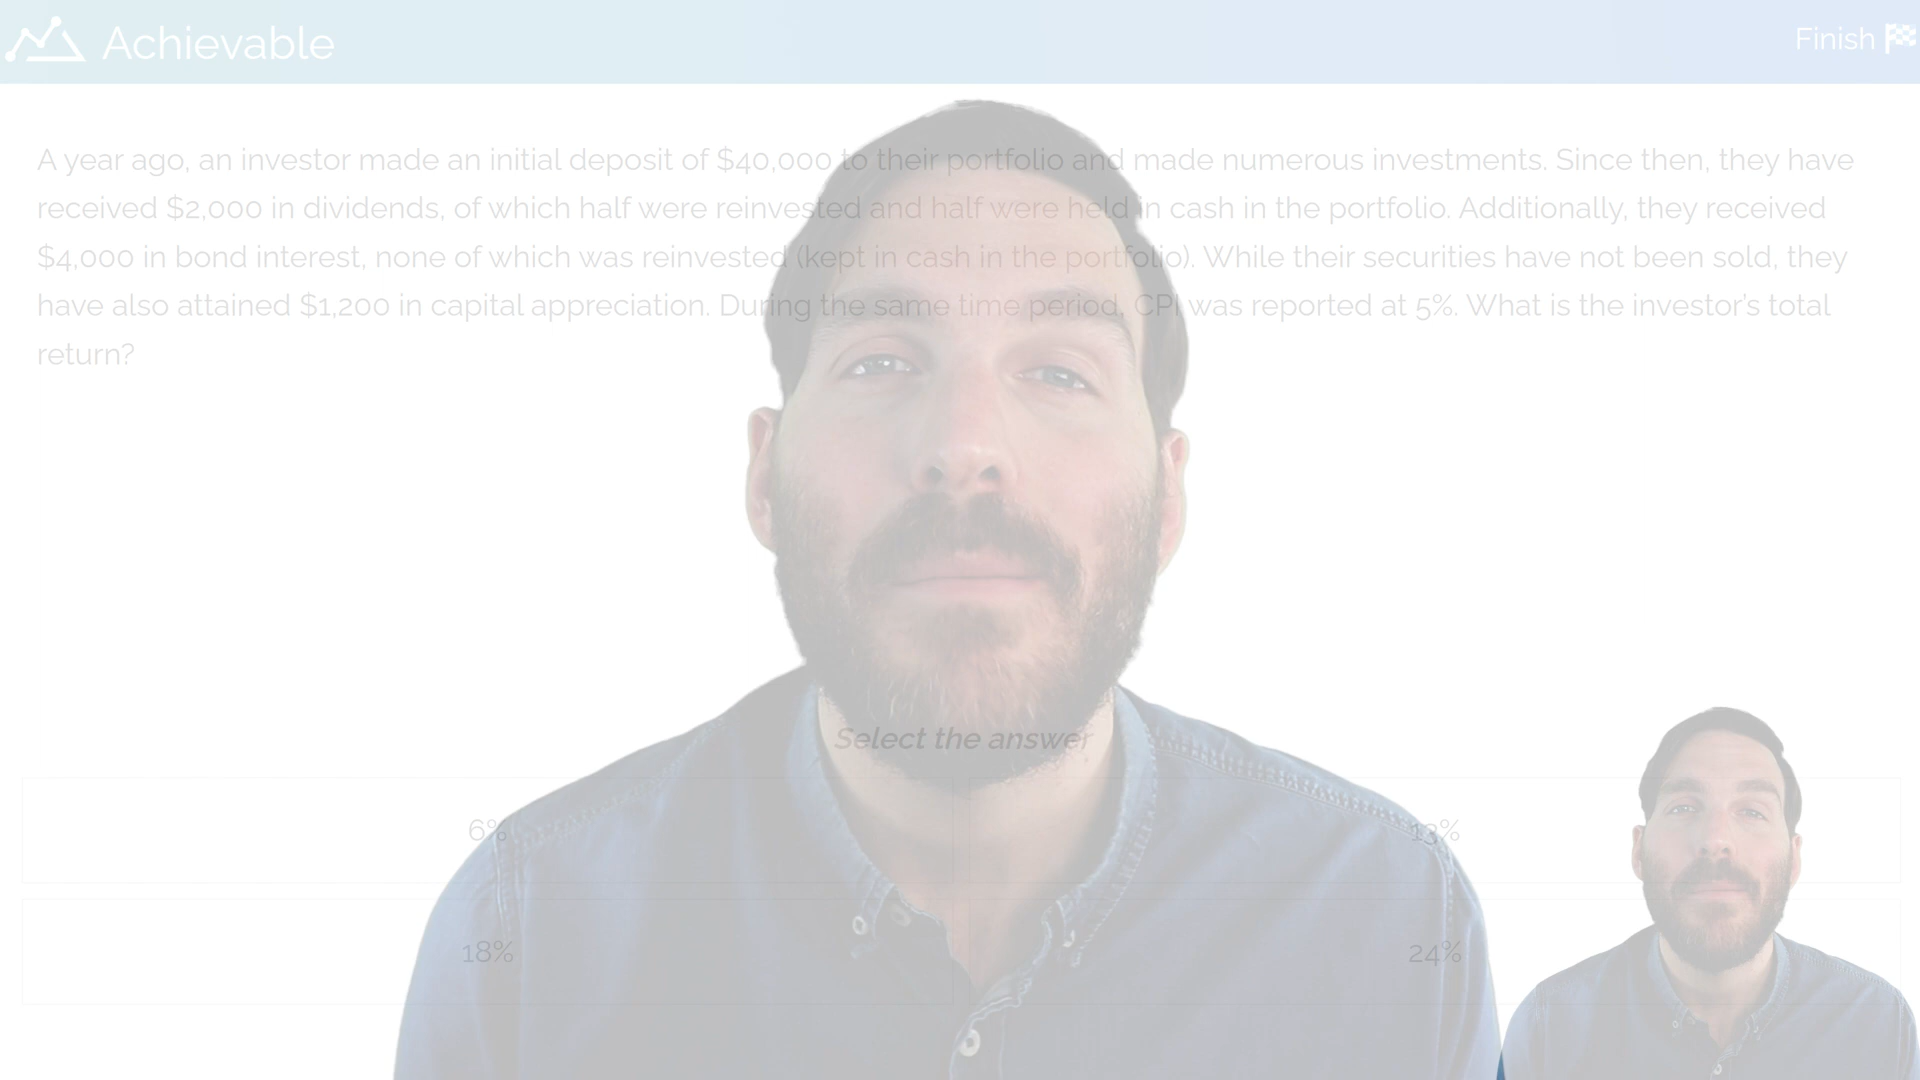 Achievable
Finish
A year ago, an investor made an initial deposit of $40,000 to their portfolio and made numerous investments. Since then, they have
received $2,000 in dividends, of which half were reinvested and half were held in cash in the portfolio. Additionally, they received
$4,000 in bond interest, none of which was reinvested (kept in cash in the portfolio). While their securities have not been sold, they
have also attained $1,200 in capital appreciation. During the same time period, CPI was reported at 5%. What is the investor's total
return?
Select the answer
6%
13%
18%
24%